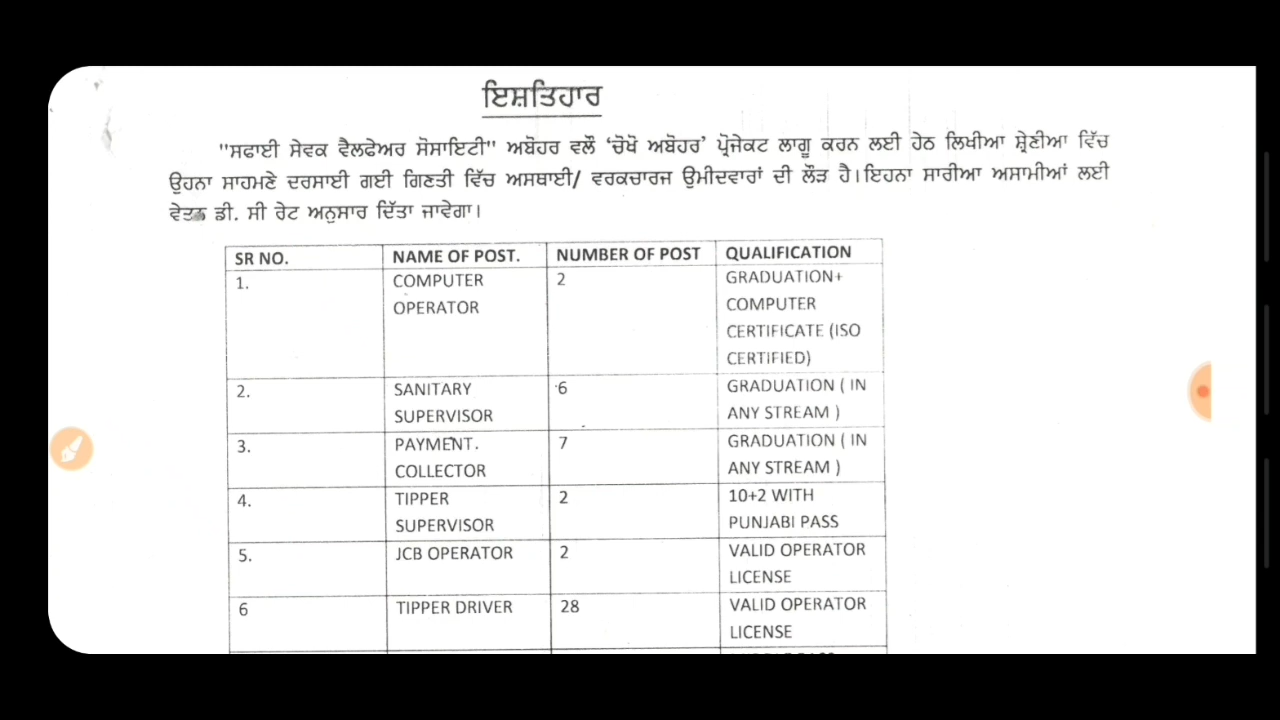 ਇਸ਼ਤਿਹਾਰ
"ਸਫਾਈ ਸੇਵਕ ਵੈਲਫੇਅਰ ਸੋਸਾਇਟੀ" ਅਬੋਹਰ ਵਲੋਂ ‘ਚੋਖੋ ਅਬੋਹਰ’ ਪ੍ਰੋਜੇਕਟ ਲਾਗੂ ਕਰਨ ਲਈ ਹੇਠ ਲਿਖੀਆ ਸ਼੍ਰੇਣੀਆ ਵਿੱਚ
ਉਹਨਾ ਸਾਹਮਣੇ ਦਰਸਾਈ ਗਈ ਗਿਣਤੀ ਵਿੱਚ ਅਸਥਾਈ/ ਵਰਕਚਾਰਜ ਉਮੀਦਵਾਰਾਂ ਦੀ ਲੌੜ ਹੈ।ਇਹਨਾ ਸਾਰੀਆ ਅਸਾਮੀਆਂ ਲਈ
ਵੇਤਨ ਡੀ. ਸੀ ਰੇਟ ਅਨੁਸਾਰ ਦਿੱਤਾ ਜਾਵੇਗਾ।
SR NO. NAME OF POST. NUMBER OF POST QUALIFICATION
1. COMPUTER 2 GRADUATION+
OPERATOR COMPUTER
CERTIFICATE (ISO
CERTIFIED)
2. SANITARY 6 GRADUATION ( IN
SUPERVISOR ANY STREAM )
3. PAYMENT. 7 GRADUATION ( IN
COLLECTOR ANY STREAM )
4. TIPPER 2 10+2 WITH
SUPERVISOR PUNJABI PASS
5. JCB OPERATOR 2 VALID OPERATOR
LICENSE
6 TIPPER DRIVER 28 VALID OPERATOR
LICENSE